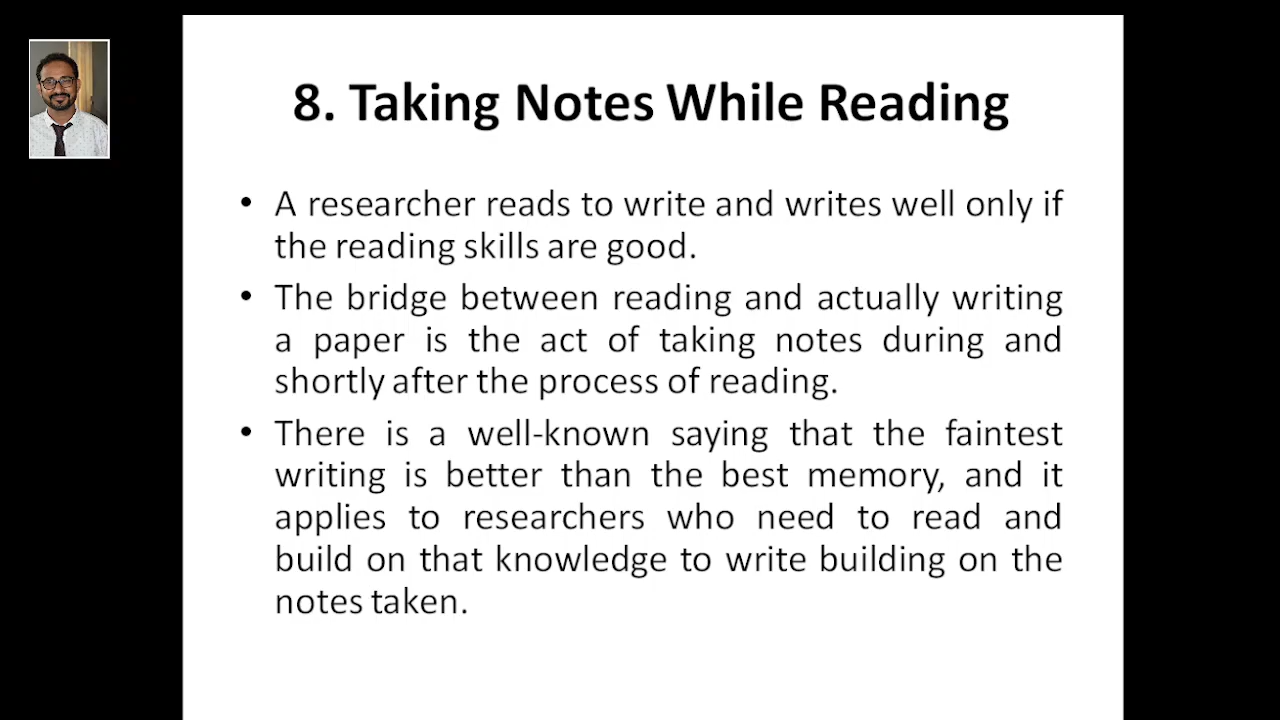 8. Taking Notes While Reading
• A researcher reads to write and writes well only if
the reading skills are good.
• The bridge between reading and actually writing
a paper is the act of taking notes during and
shortly after the process of reading.
• There is a well-known saying that the faintest
writing is better than the best memory, and it
applies to researchers who need to read and
build on that knowledge to write building on the
notes taken.